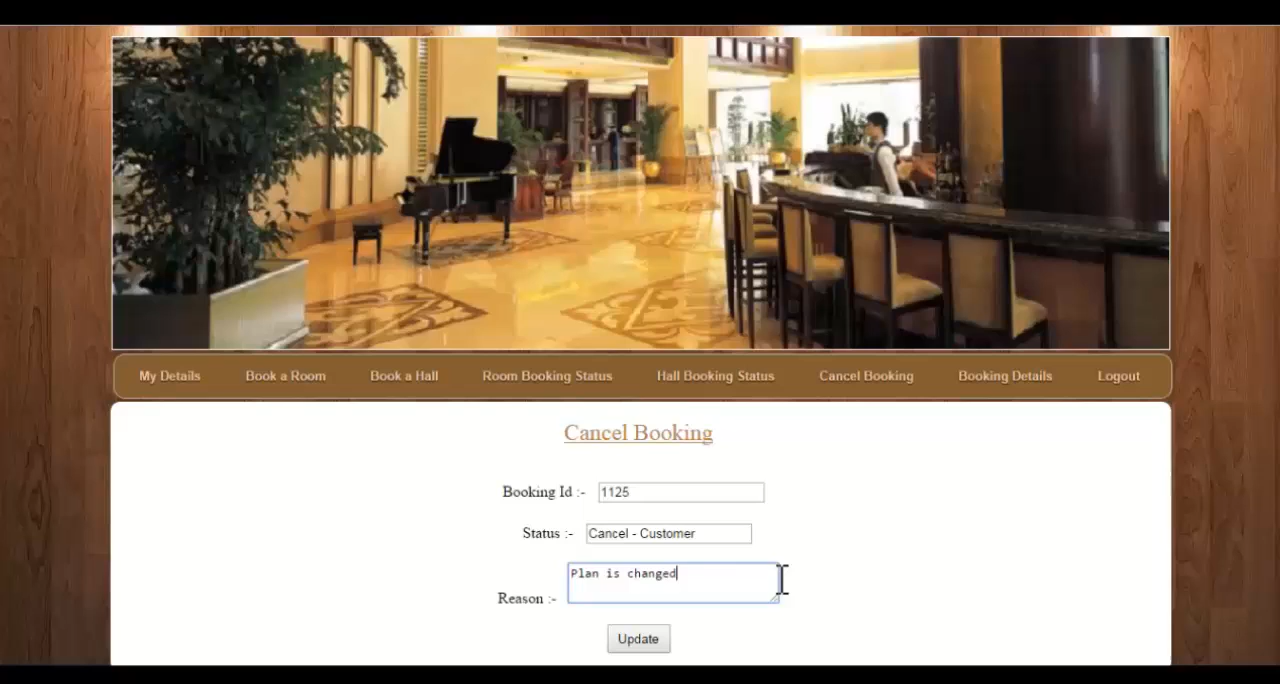 My Details Book a Room Book a Hall Room Booking Status Hall Booking Status Cancel Booking Booking Details Logout
Cancel Booking
Booking Id :- 1125
Status :- Cancel - Customer
Reason :- Plan is changed
Update